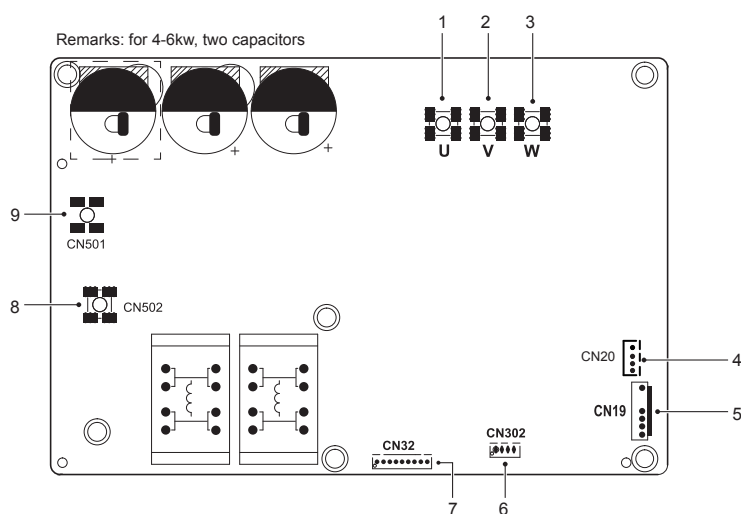 1 2 3
Remarks: for 4-6kw, two capacitors
+ + +
U V W
9
CN501
8 CN502
CN20 4
CN19 5
CN32 CN302
7 6